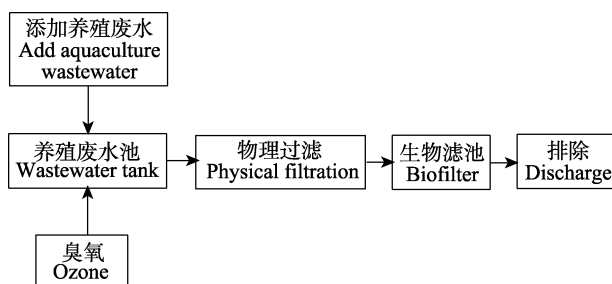 添加养殖废水
Add aquaculture
wastewater
养殖废水池
Wastewater tank
物理过滤
Physical filtration
生物滤池
Biofilter
排除
Discharge
臭氧
Ozone